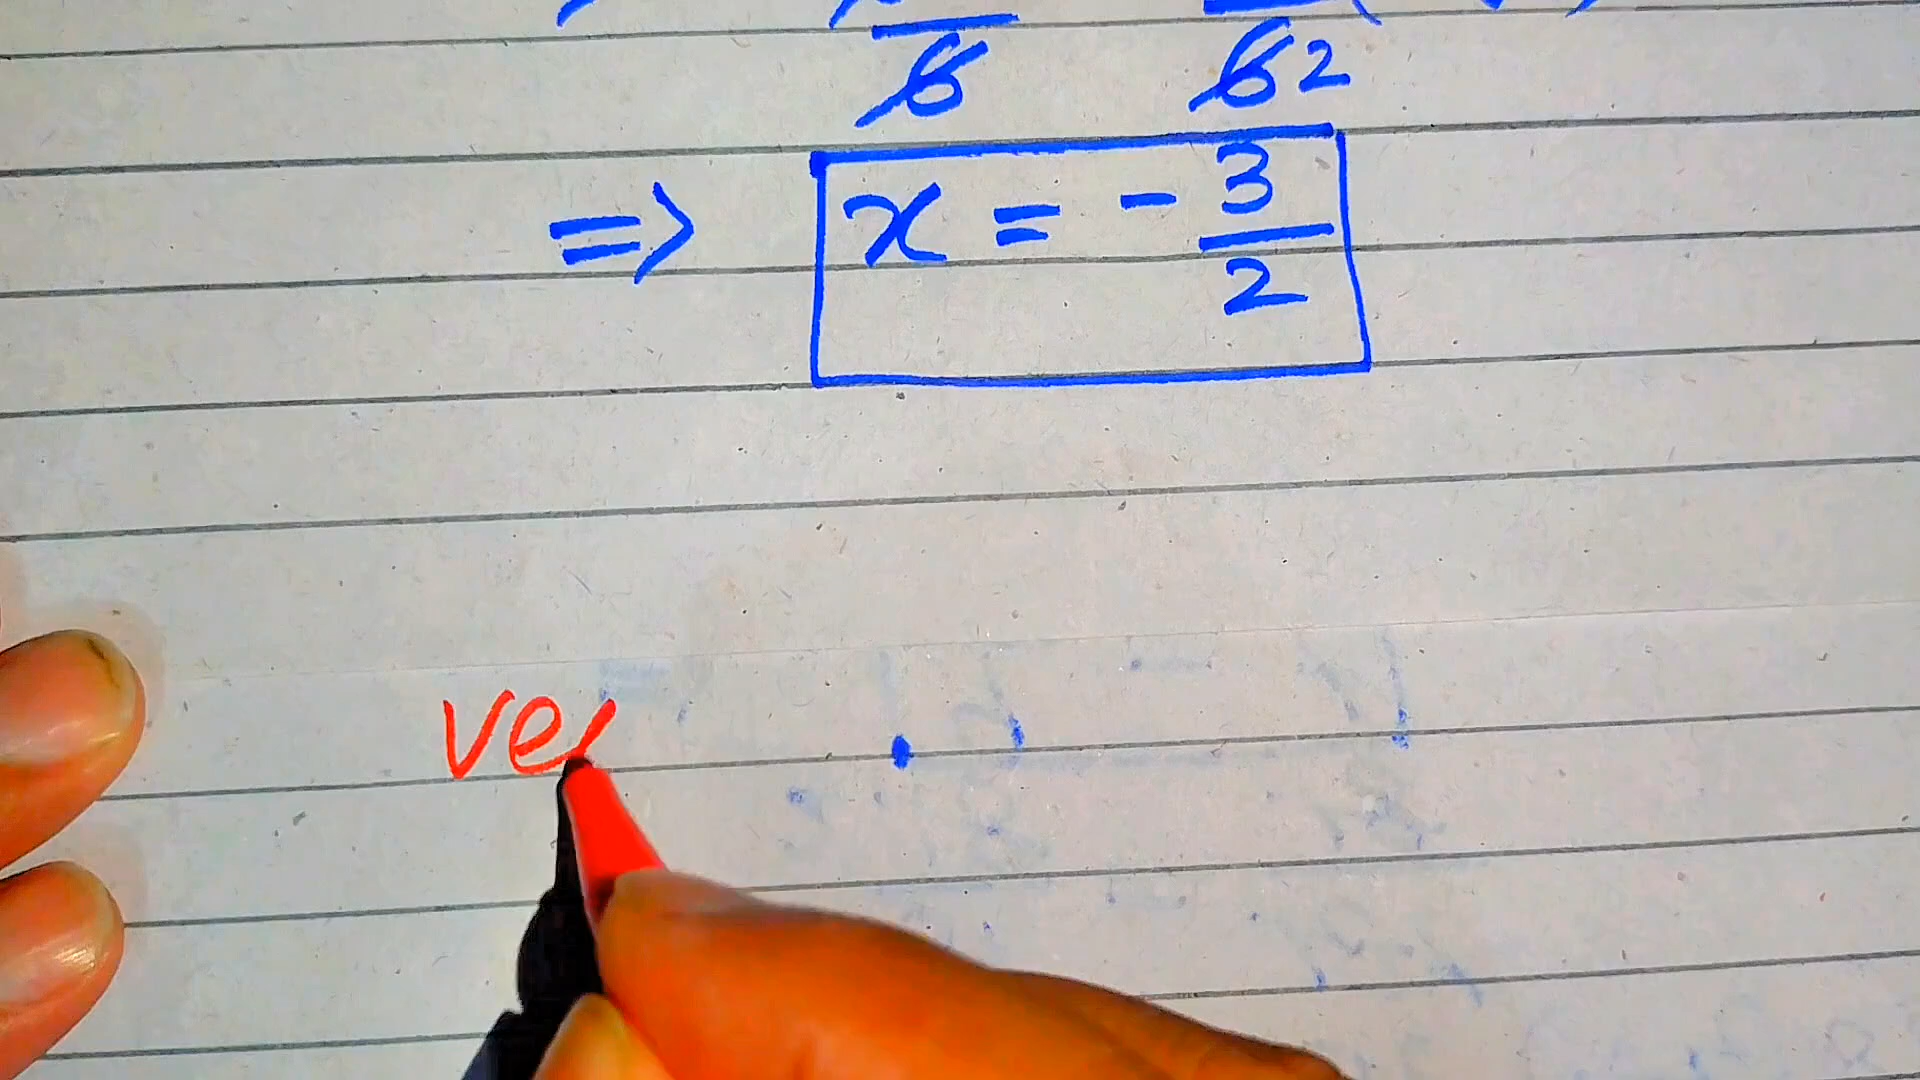 6 62
=> x = - 3/2
ve